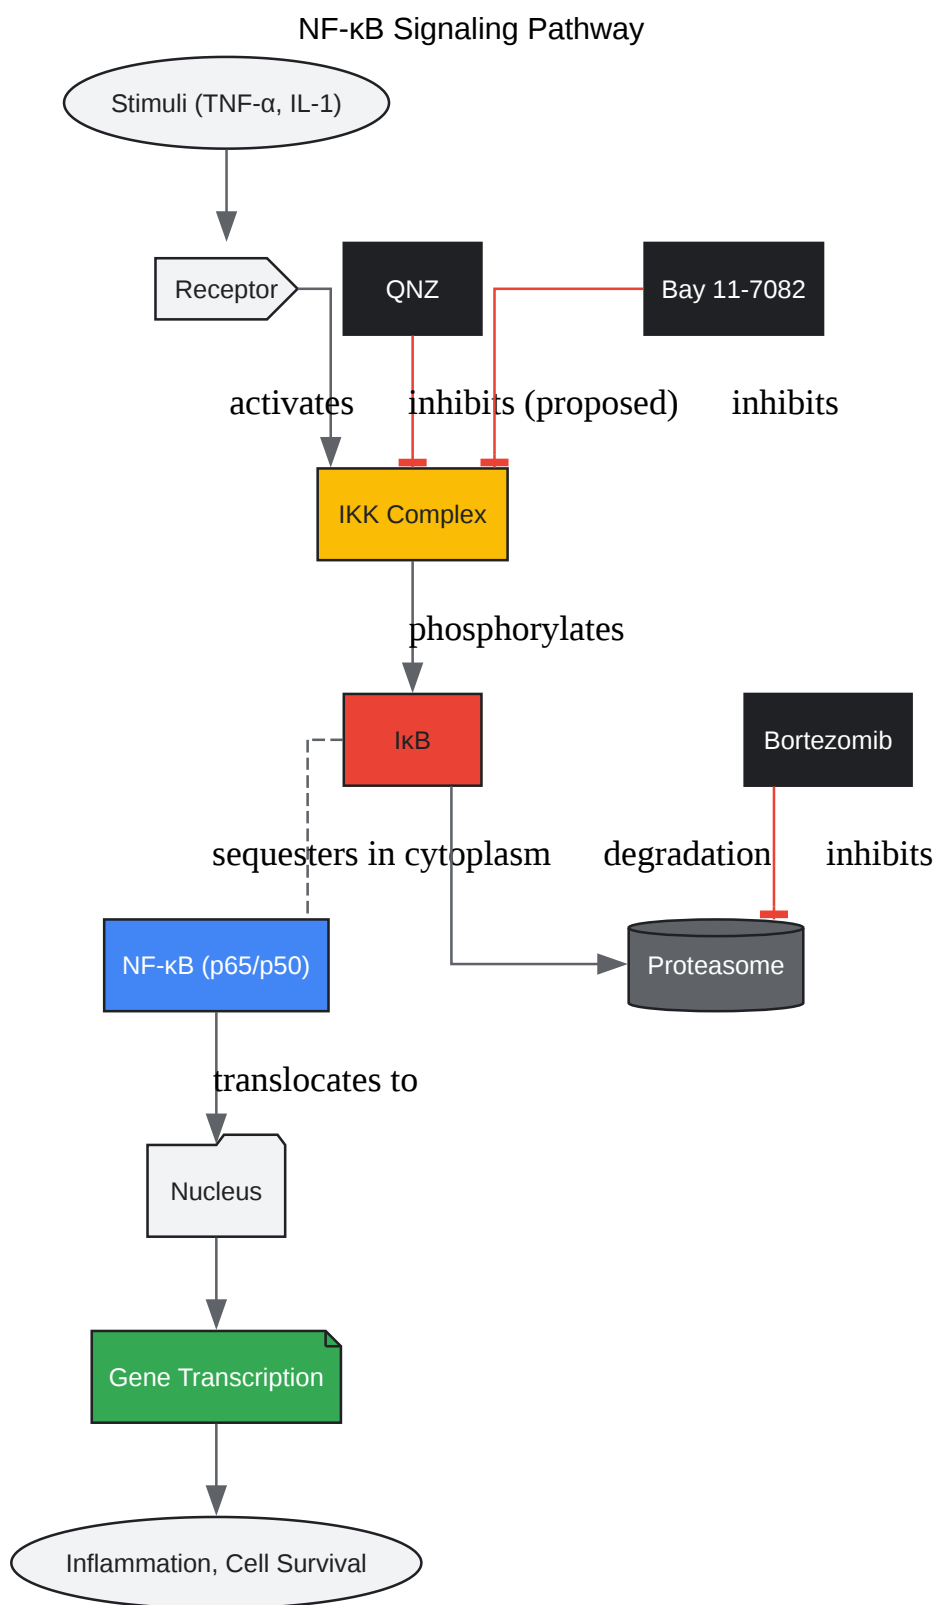 NF-κB Signaling Pathway
Stimuli (TNF-α, IL-1)
Receptor
QNZ
Bay 11-7082
activates
inhibits (proposed)
inhibits
IKK Complex
phosphorylates
IκB
Bortezomib
sequesters in cytoplasm
degradation
inhibits
NF-κB (p65/p50)
Proteasome
translocates to
Nucleus
Gene Transcription
Inflammation, Cell Survival